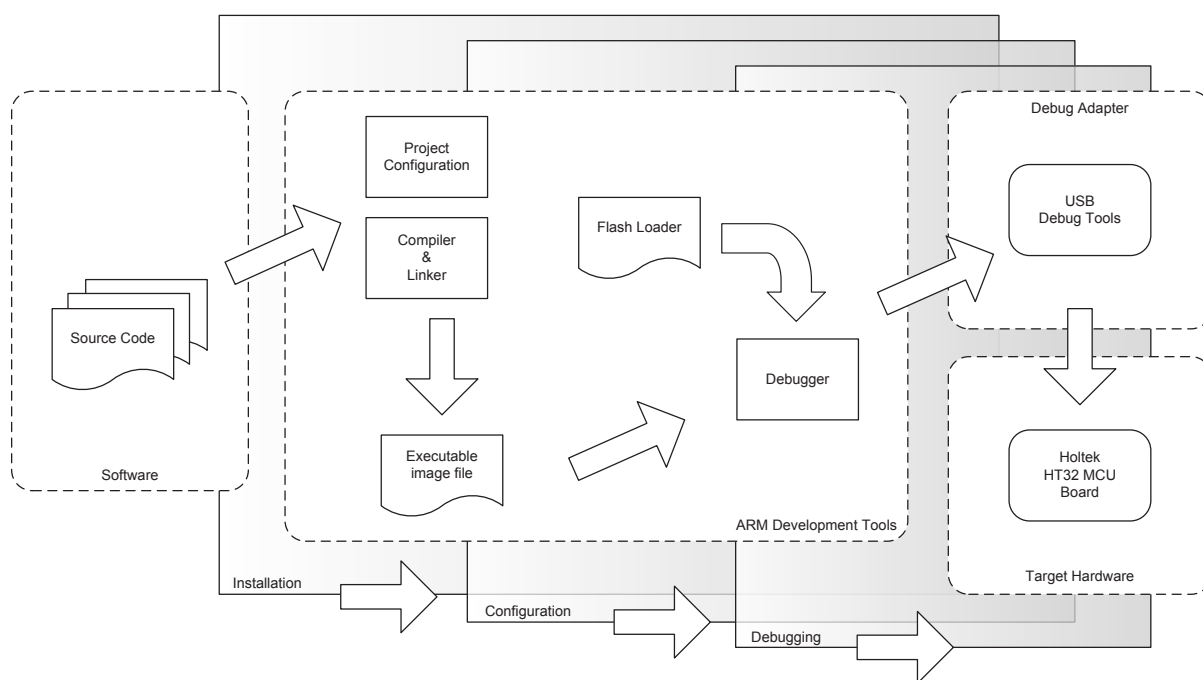 Debug Adapter
Project
Configuration
USB
Debug Tools
Flash Loader
Compiler
&
Linker
Source Code
Debugger
Executable
image file
Holtek
HT32 MCU
Board
Software
ARM Development Tools
Target Hardware
Installation
Configuration
Debugging